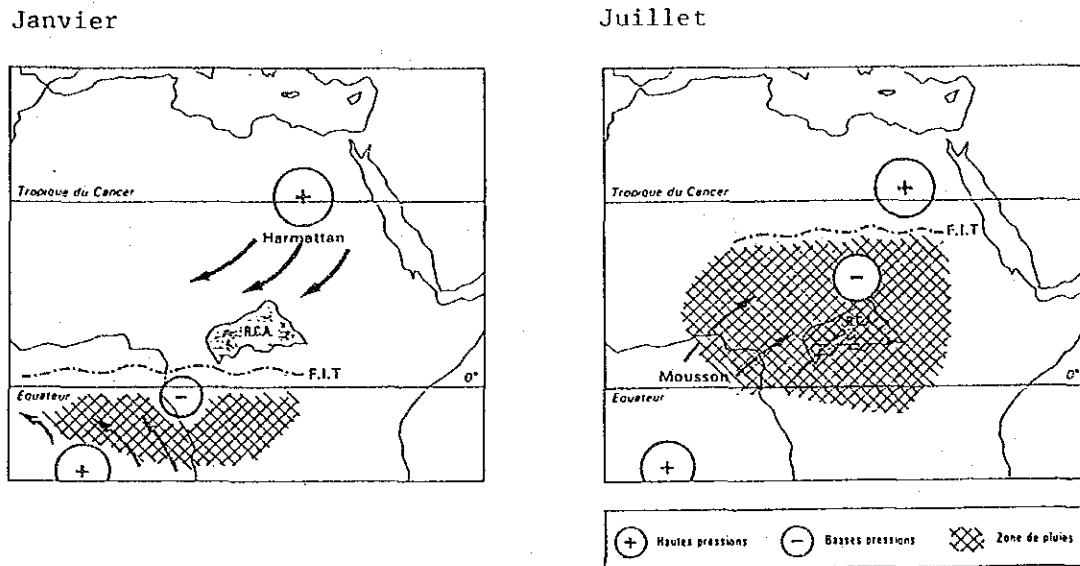 Janvier
Tropique du Cancer
+
Harmattan
R.C.A.
F.I.T
0°
Equateur
-
+
Juillet
+
Tropique du Cancer
F.I.T
-
Mousson
0°
Equateur
+
+ Hautes pressions - Basses pressions Zone de pluies